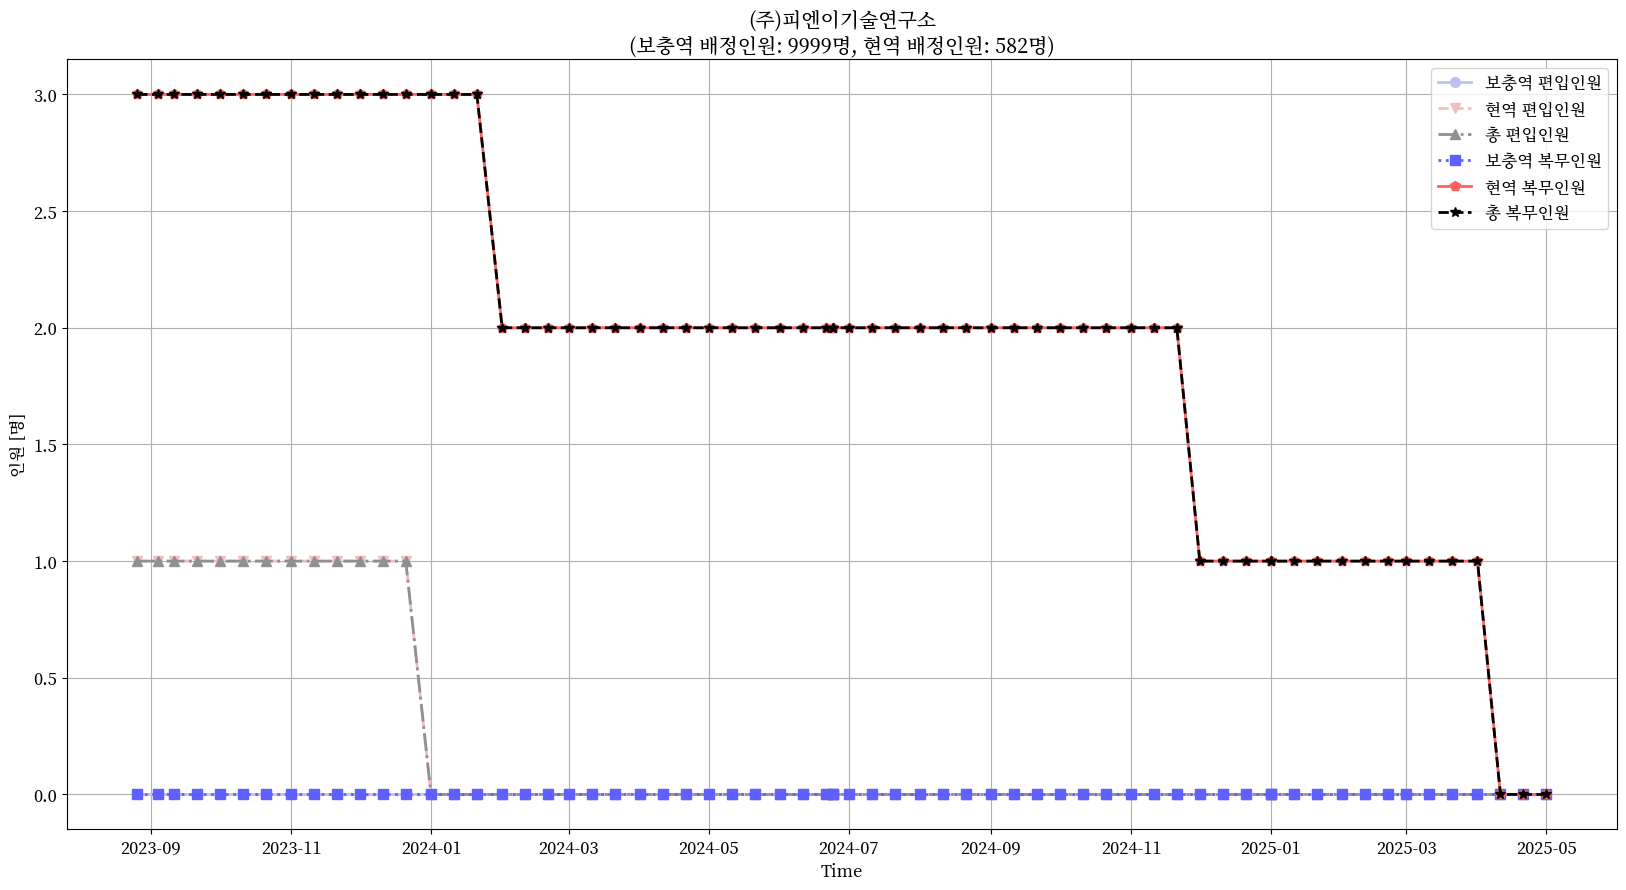 (주)피엔이기술연구소
(보충역 배정인원: 9999명, 현역 배정인원: 582명)
보충역 편입인원
현역 편입인원
총 편입인원
보충역 복무인원
현역 복무인원
총 복무인원
인원 [명]
3.0
2.5
2.0
1.5
1.0
0.5
0.0
2023-09 2023-11 2024-01 2024-03 2024-05 2024-07 2024-09 2024-11 2025-01 2025-03 2025-05
Time